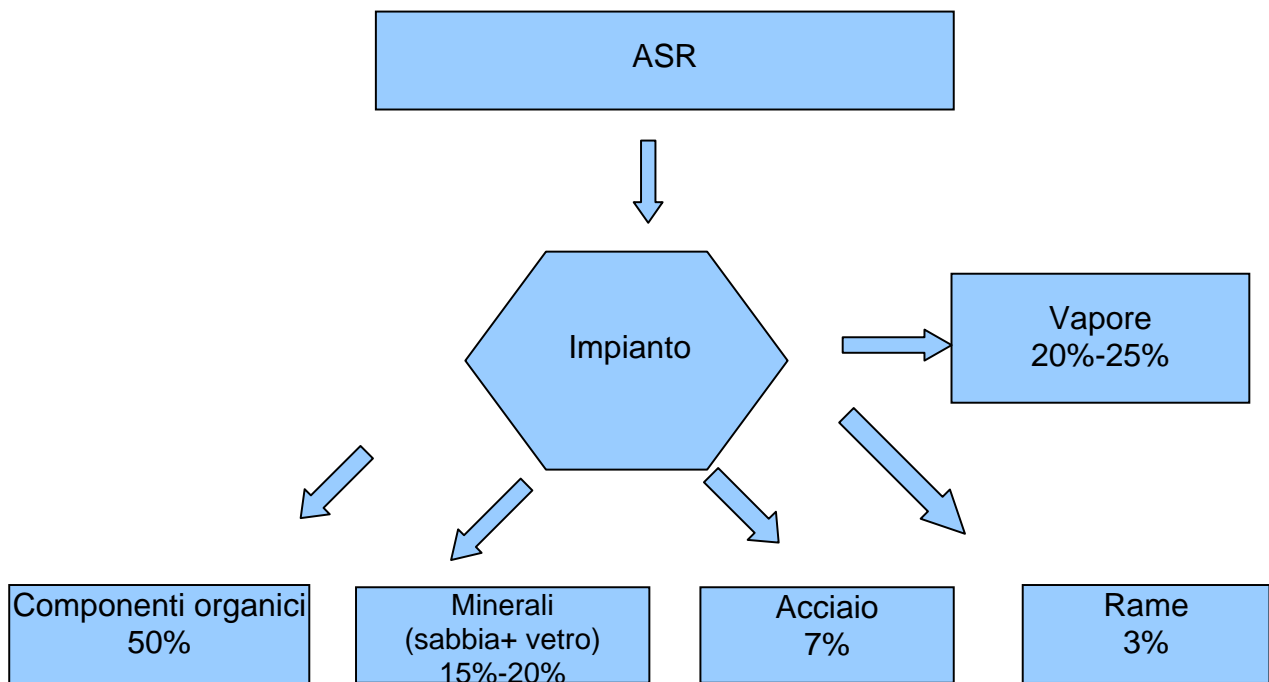 ASR
Impianto
Vapore
20%-25%
Componenti organici
50%
Minerali
(sabbia+ vetro)
15%-20%
Acciaio
7%
Rame
3%